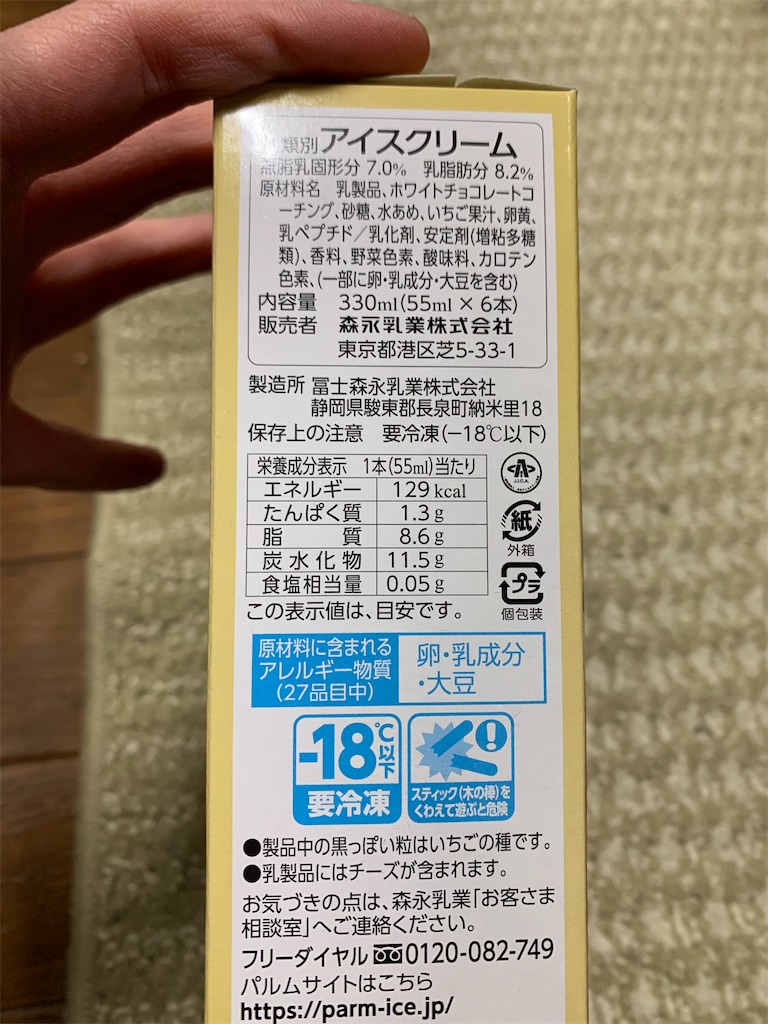 類別 アイスクリーム
無脂乳固形分 7.0% 乳脂肪分 8.2%
原材料名 乳製品、ホワイトチョコレートコ
ーチング、砂糖、水あめ、いちご果汁、卵黄、
乳ペプチド/乳化剤、安定剤(増粘多糖
類)、香料、野菜色素、酸味料、カロテン
色素、(一部に卵・乳成分・大豆を含む)
内容量 330ml(55ml × 6本)
販売者 森永乳業株式会社
東京都港区芝5-33-1
製造所 冨士森永乳業株式会社
静岡県駿東郡長泉町納米里18
保存上の注意 要冷凍(−18℃以下)
栄養成分表示 1本(55ml)当たり
エネルギー 129 kcal
たんぱく質 1.3 g
脂質 8.6 g
炭水化物 11.5 g
食塩相当量 0.05 g
この表示値は、目安です。
J.I.C.A.
紙
外箱
プラ
個包装
原材料に含まれる
アレルギー物質
(27品目中)
卵・乳成分
・大豆
-18℃以下
要冷凍
スティック(木の棒)を
くわえて遊ぶと危険
●製品中の黒っぽい粒はいちごの種です。
●乳製品にはチーズが含まれます。
お気づきの点は、森永乳業「お客さま
相談室」へご連絡ください。
フリーダイヤル 0120-082-749
パルムサイトはこちら
https://parm-ice.jp/